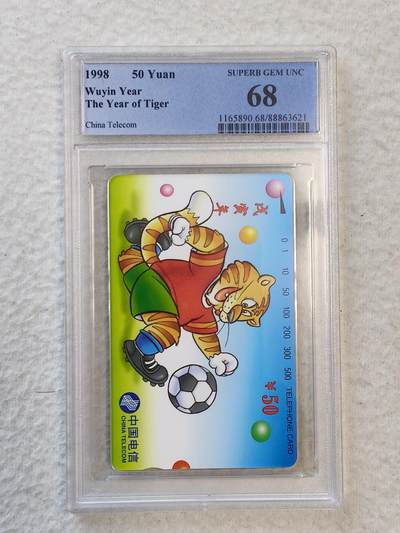 1998 50 Yuan
Wuyin Year
The Year of Tiger
China Telecom
SUPERB GEM UNC
68
1165890.68/88863621
戊寅年
0 1 10 50 100 200 300 500 TELEPHONE CARD
￥50
中国电信
CHINA TELECOM